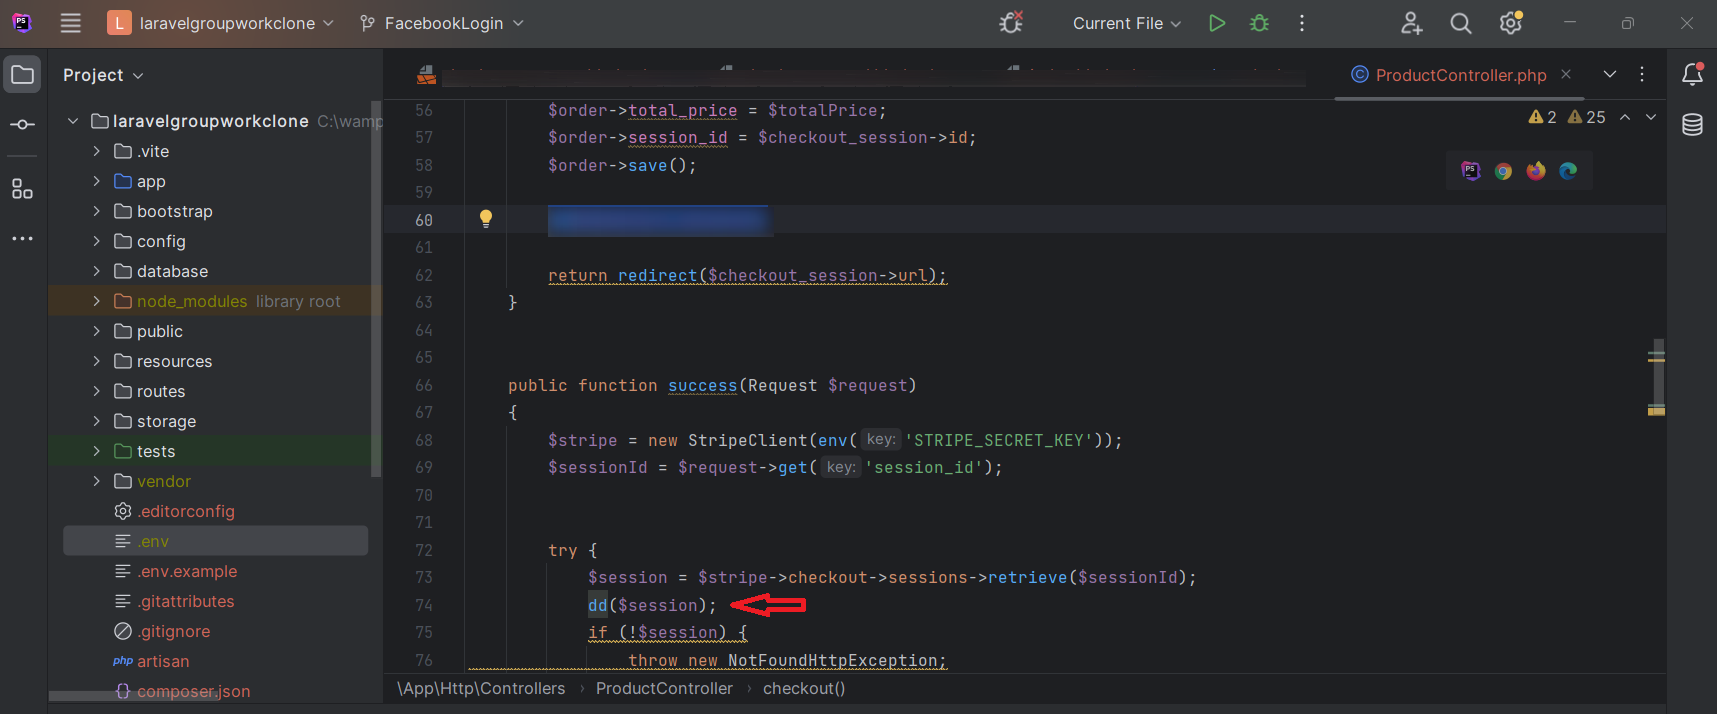 PS L laravelgroupworkclone FacebookLogin Current File
Project
ProductController.php
laravelgroupworkclone C:\wamp
.vite
app
bootstrap
config
database
node_modules library root
public
resources
routes
storage
tests
vendor
.editorconfig
.env
.env.example
.gitattributes
.gitignore
php artisan
{} composer.json
2 25
56 $order->total_price = $totalPrice;
57 $order->session_id = $checkout_session->id;
58 $order->save();
59
60
61
62 return redirect($checkout_session->url);
63 }
64
65
66 public function success(Request $request)
67 {
68 $stripe = new StripeClient(env( key: 'STRIPE_SECRET_KEY'));
69 $sessionId = $request->get( key: 'session_id');
70
71
72 try {
73 $session = $stripe->checkout->sessions->retrieve($sessionId);
74 dd($session);
75 if (!$session) {
76 throw new NotFoundHttpException;
\App\Http\Controllers › ProductController › checkout()